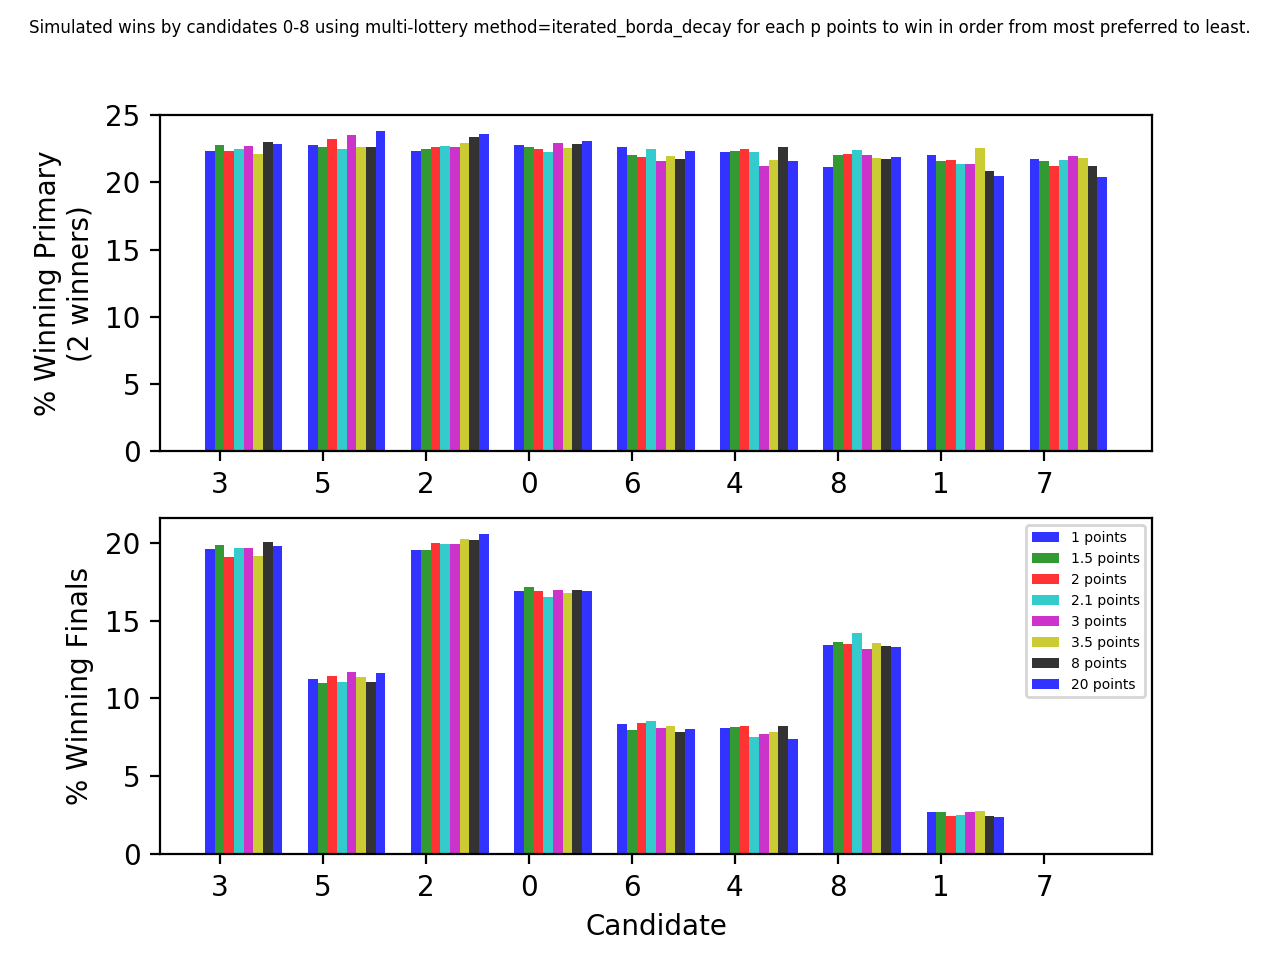 Simulated wins by candidates 0-8 using multi-lottery method=iterated_borda_decay for each p points to win in order from most preferred to least.
% Winning Primary
(2 winners)
25
20
15
10
5
0
3 5 2 0 6 4 8 1 7
% Winning Finals
20
15
10
5
0
1 points
1.5 points
2 points
2.1 points
3 points
3.5 points
8 points
20 points
3 5 2 0 6 4 8 1 7
Candidate